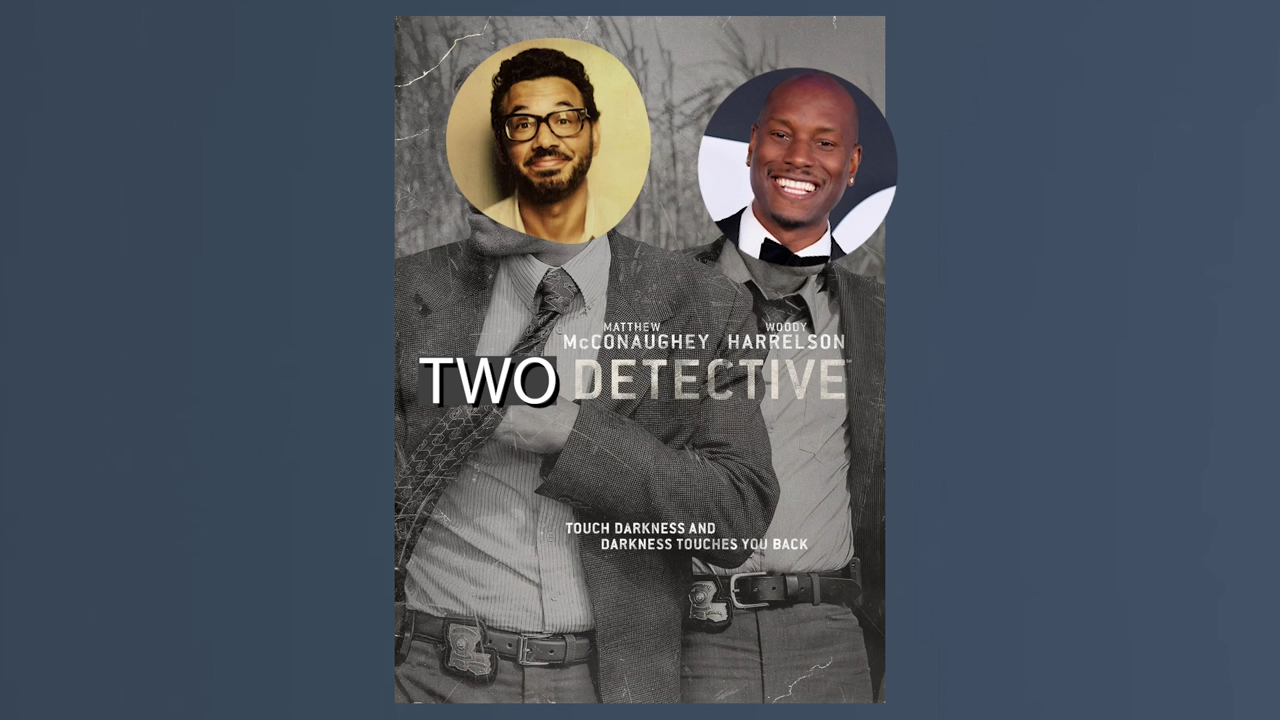 MATTHEW WOODY
McCONAUGHEY HARRELSON
TWO DETECTIVE
TOUCH DARKNESS AND
DARKNESS TOUCHES YOU BACK